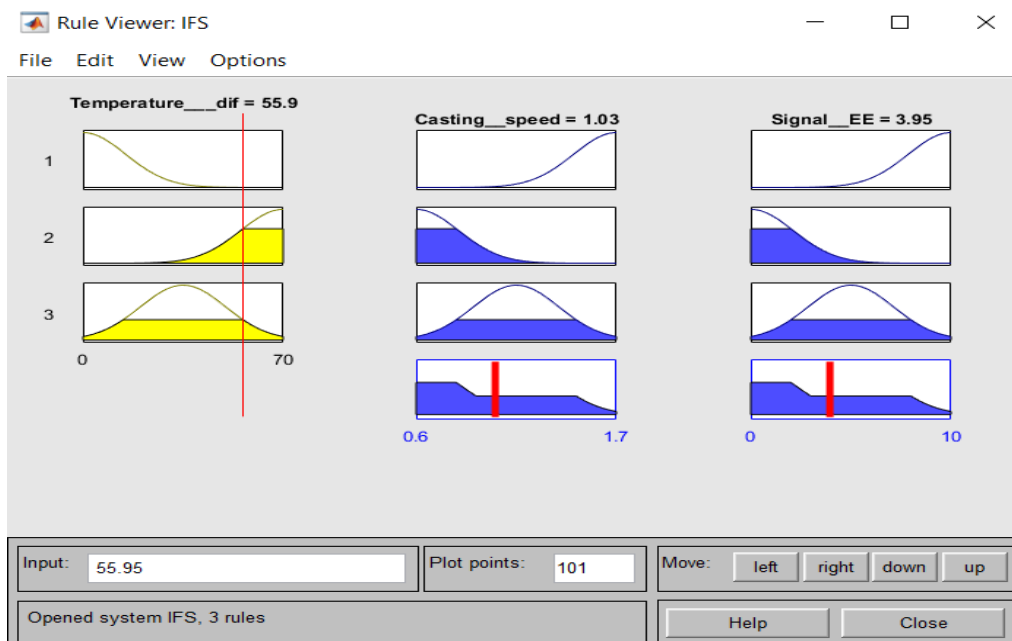 Rule Viewer: IFS
File Edit View Options
Temperature___dif = 55.9
Casting__speed = 1.03
Signal__EE = 3.95
1
2
3
0 70
0.6 1.7
0 10
Input: 55.95
Plot points: 101
Move: left right down up
Opened system IFS, 3 rules
Help Close